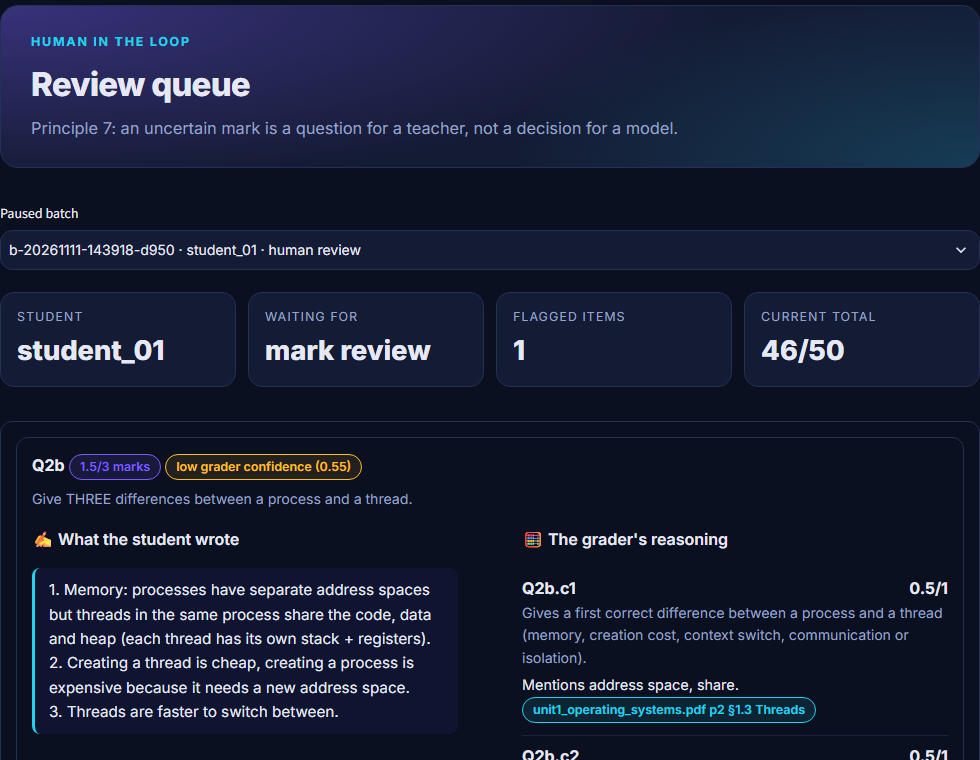 HUMAN IN THE LOOP
Review queue
Principle 7: an uncertain mark is a question for a teacher, not a decision for a model.
Paused batch
b-20261111-143918-d950 · student_01 · human review
STUDENT
student_01
WAITING FOR
mark review
FLAGGED ITEMS
1
CURRENT TOTAL
46/50
Q2b 1.5/3 marks low grader confidence (0.55)
Give THREE differences between a process and a thread.
✍️ What the student wrote
1. Memory: processes have separate address spaces
but threads in the same process share the code, data
and heap (each thread has its own stack + registers).
2. Creating a thread is cheap, creating a process is
expensive because it needs a new address space.
3. Threads are faster to switch between.
🧮 The grader's reasoning
Q2b.c1 0.5/1
Gives a first correct difference between a process and a thread
(memory, creation cost, context switch, communication or
isolation).
Mentions address space, share.
unit1_operating_systems.pdf p2 §1.3 Threads
Q2b.c2 0.5/1